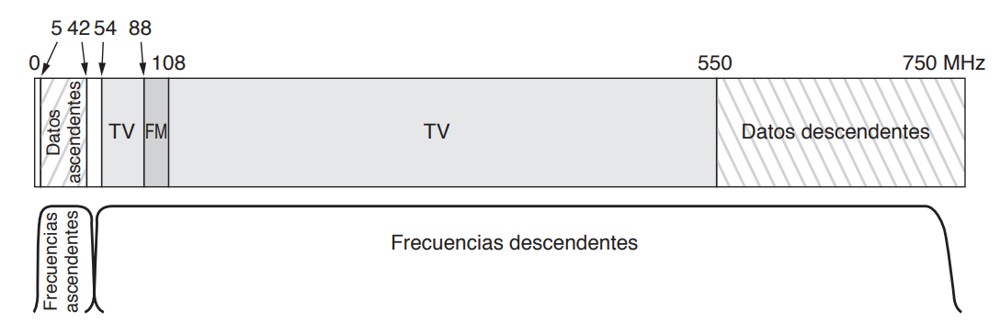 5 42 54 88
0 108 550 750 MHz
Datos
ascendentes
TV FM TV Datos descendentes
Frecuencias
ascendentes
Frecuencias descendentes